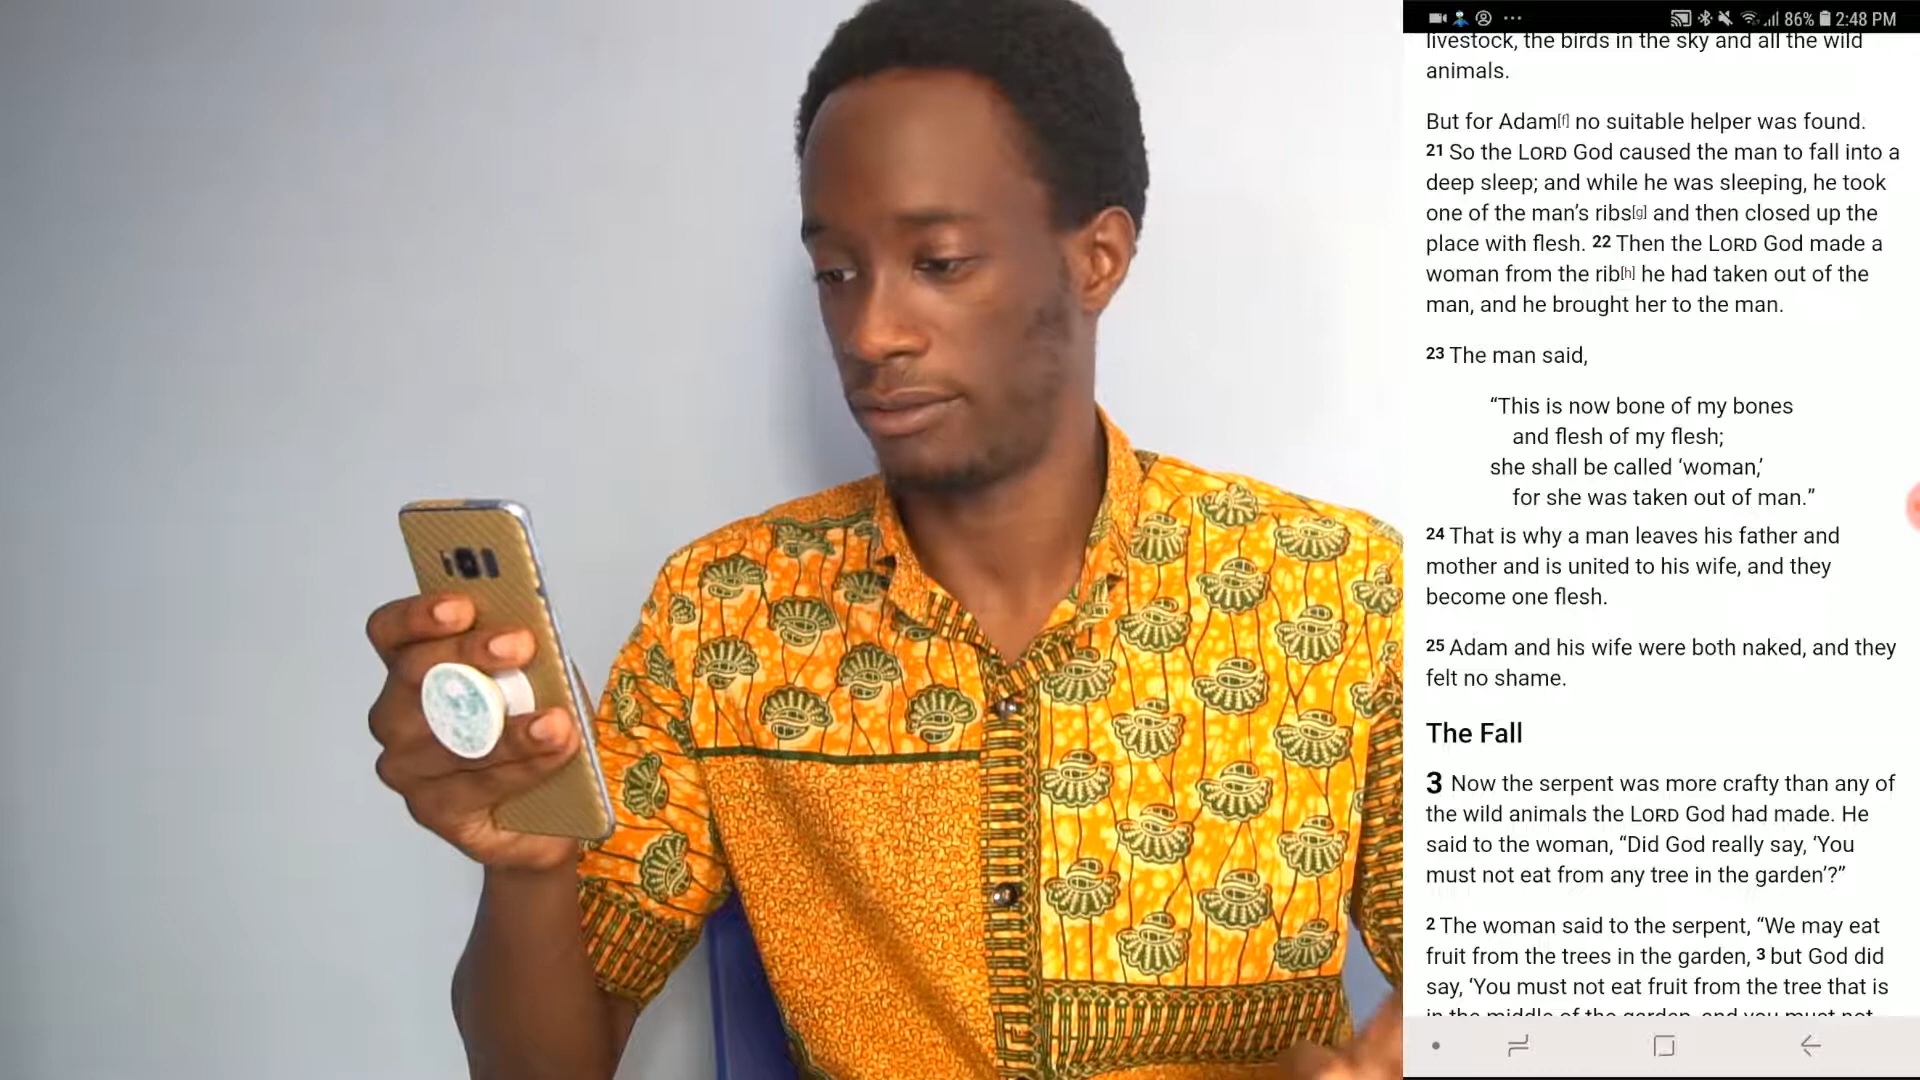 86% 2:48 PM
livestock, the birds in the sky and all the wild
animals.
But for Adam[f] no suitable helper was found.
21 So the LORD God caused the man to fall into a
deep sleep; and while he was sleeping, he took
one of the man’s ribs[g] and then closed up the
place with flesh. 22 Then the LORD God made a
woman from the rib[h] he had taken out of the
man, and he brought her to the man.
23 The man said,
“This is now bone of my bones
and flesh of my flesh;
she shall be called ‘woman,’
for she was taken out of man.”
24 That is why a man leaves his father and
mother and is united to his wife, and they
become one flesh.
25 Adam and his wife were both naked, and they
felt no shame.
The Fall
3 Now the serpent was more crafty than any of
the wild animals the LORD God had made. He
said to the woman, “Did God really say, ‘You
must not eat from any tree in the garden’?”
2 The woman said to the serpent, “We may eat
fruit from the trees in the garden, 3 but God did
say, ‘You must not eat fruit from the tree that is
in the middle of the garden, and you must not